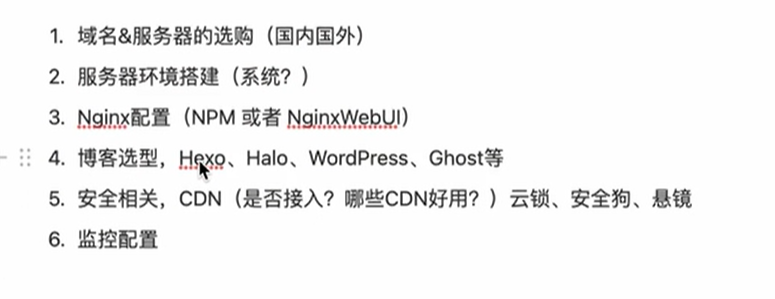 1. 域名&服务器的选购（国内国外）
2. 服务器环境搭建（系统？）
3. Nginx配置（NPM 或者 NginxWebUI）
4. 博客选型，Hexo、Halo、WordPress、Ghost等
5. 安全相关，CDN（是否接入？哪些CDN好用？）云锁、安全狗、悬镜
6. 监控配置